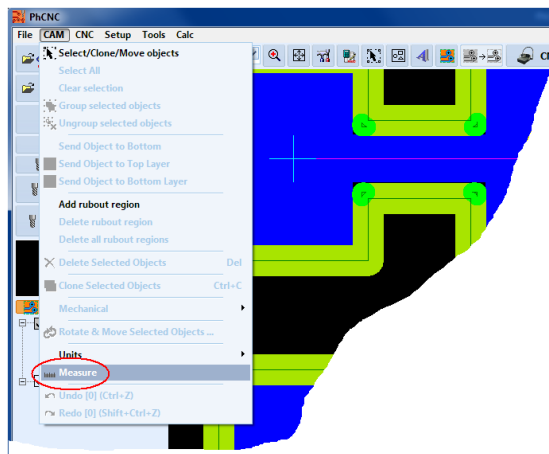 PhCNC
File CAM CNC Setup Tools Calc
Select/Clone/Move objects
Select All
Clear selection
Group selected objects
Ungroup selected objects
Send Object to Bottom
Send Object to Top Layer
Send Object to Bottom Layer
Add rubout region
Delete rubout region
Delete all rubout regions
Delete Selected Objects Del
Clone Selected Objects Ctrl+C
Mechanical
Rotate & Move Selected Objects ...
Units
Measure
Undo [0] (Ctrl+Z)
Redo [0] (Shift+Ctrl+Z)